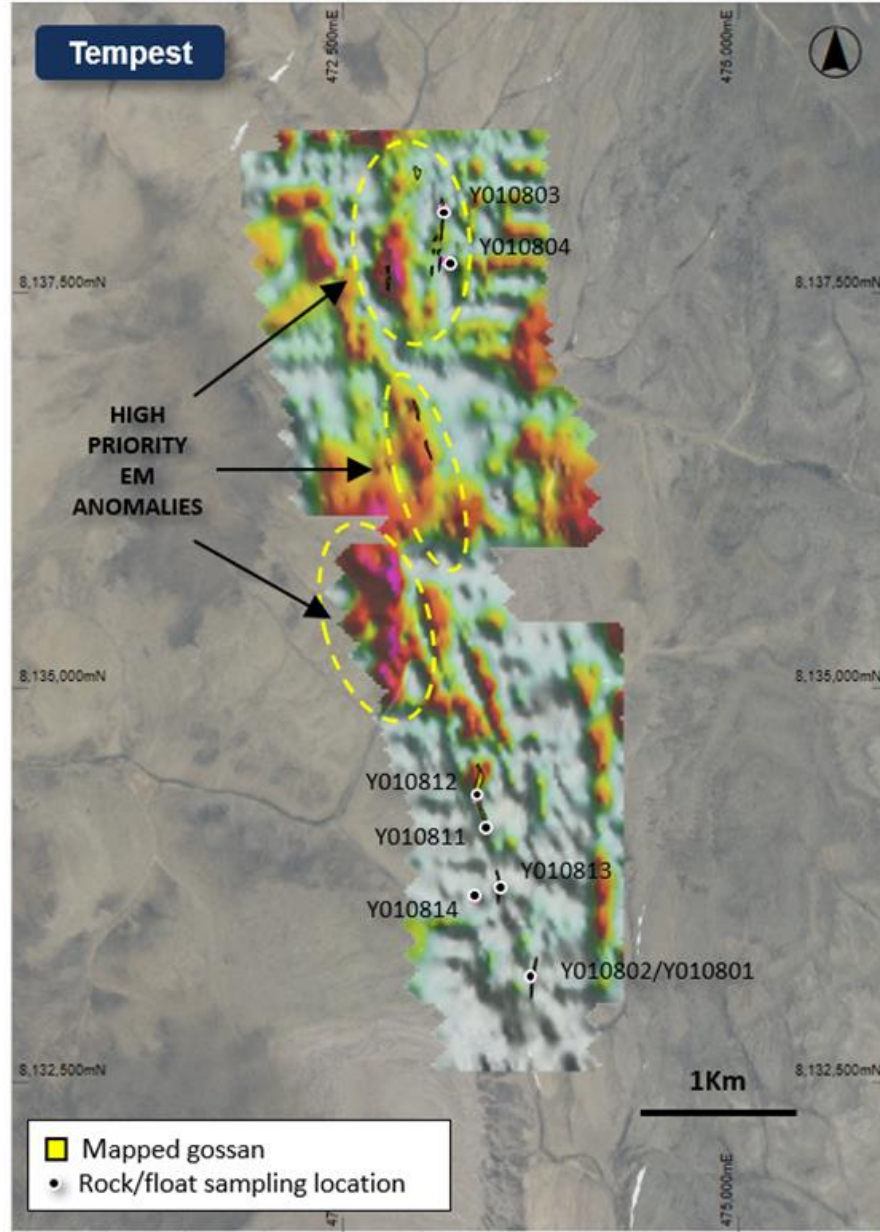 Tempest
472,500mE
475,000mE
Y010803
Y010804
8,137,500mN
8,137,500mN
HIGH
PRIORITY
EM
ANOMALIES
8,135,000mN
8,135,000mN
Y010812
Y010811
Y010813
Y010814
Y010802/Y010801
8,132,500mN
8,132,500mN
1Km
Mapped gossan
Rock/float sampling location
47
475,000mE